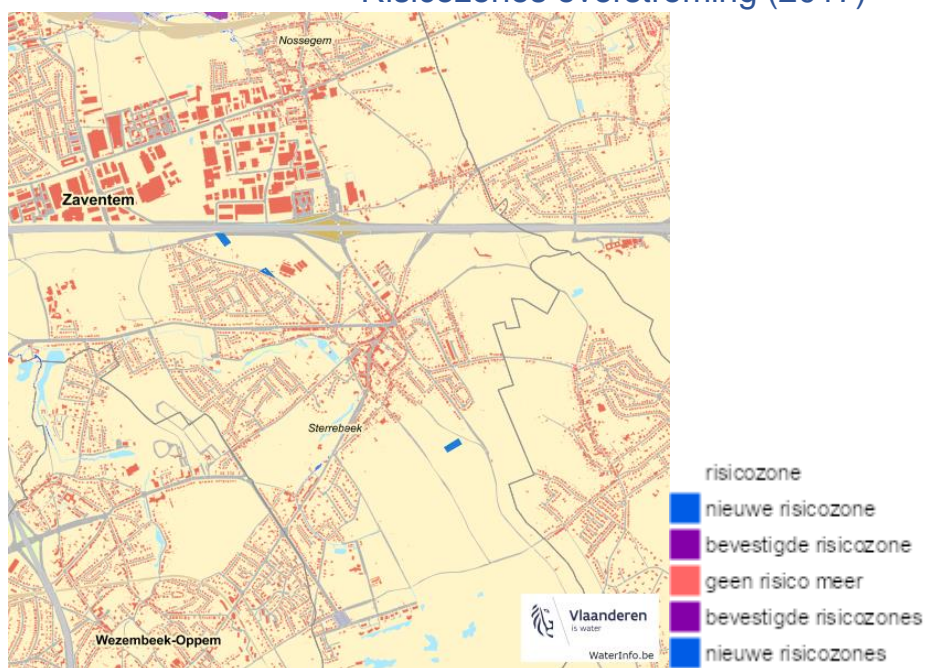 Nossegem
Zaventem
Sterrebeek
Wezembeek-Oppem
Vlaanderen
is water
WaterInfo.be
risicozone
nieuwe risicozone
bevestigde risicozone
geen risico meer
bevestigde risicozones
nieuwe risicozones